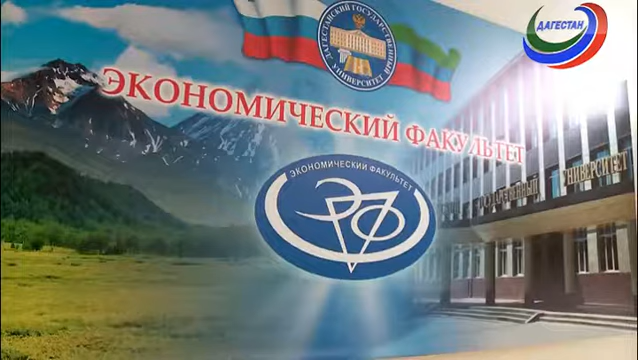 ДАГЕСТАН
ДАГЕСТАНСКИЙ ГОСУДАРСТВЕННЫЙ УНИВЕРСИТЕТ
ЭКОНОМИЧЕСКИЙ ФАКУЛЬТЕТ
ЭКОНОМИЧЕСКИЙ ФАКУЛЬТЕТ
ЭФ
ГОСУДАРСТВЕННЫЙ УНИВЕРСИТЕТ